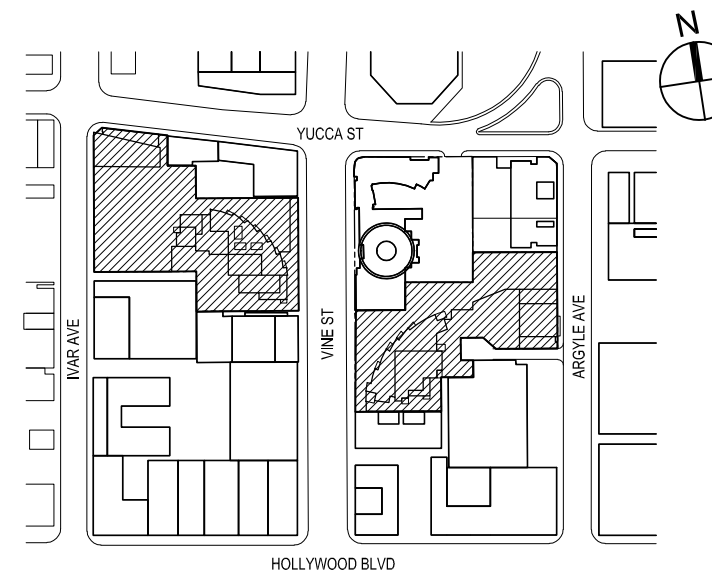 N
YUCCA ST
IVAR AVE
VINE ST
ARGYLE AVE
HOLLYWOOD BLVD